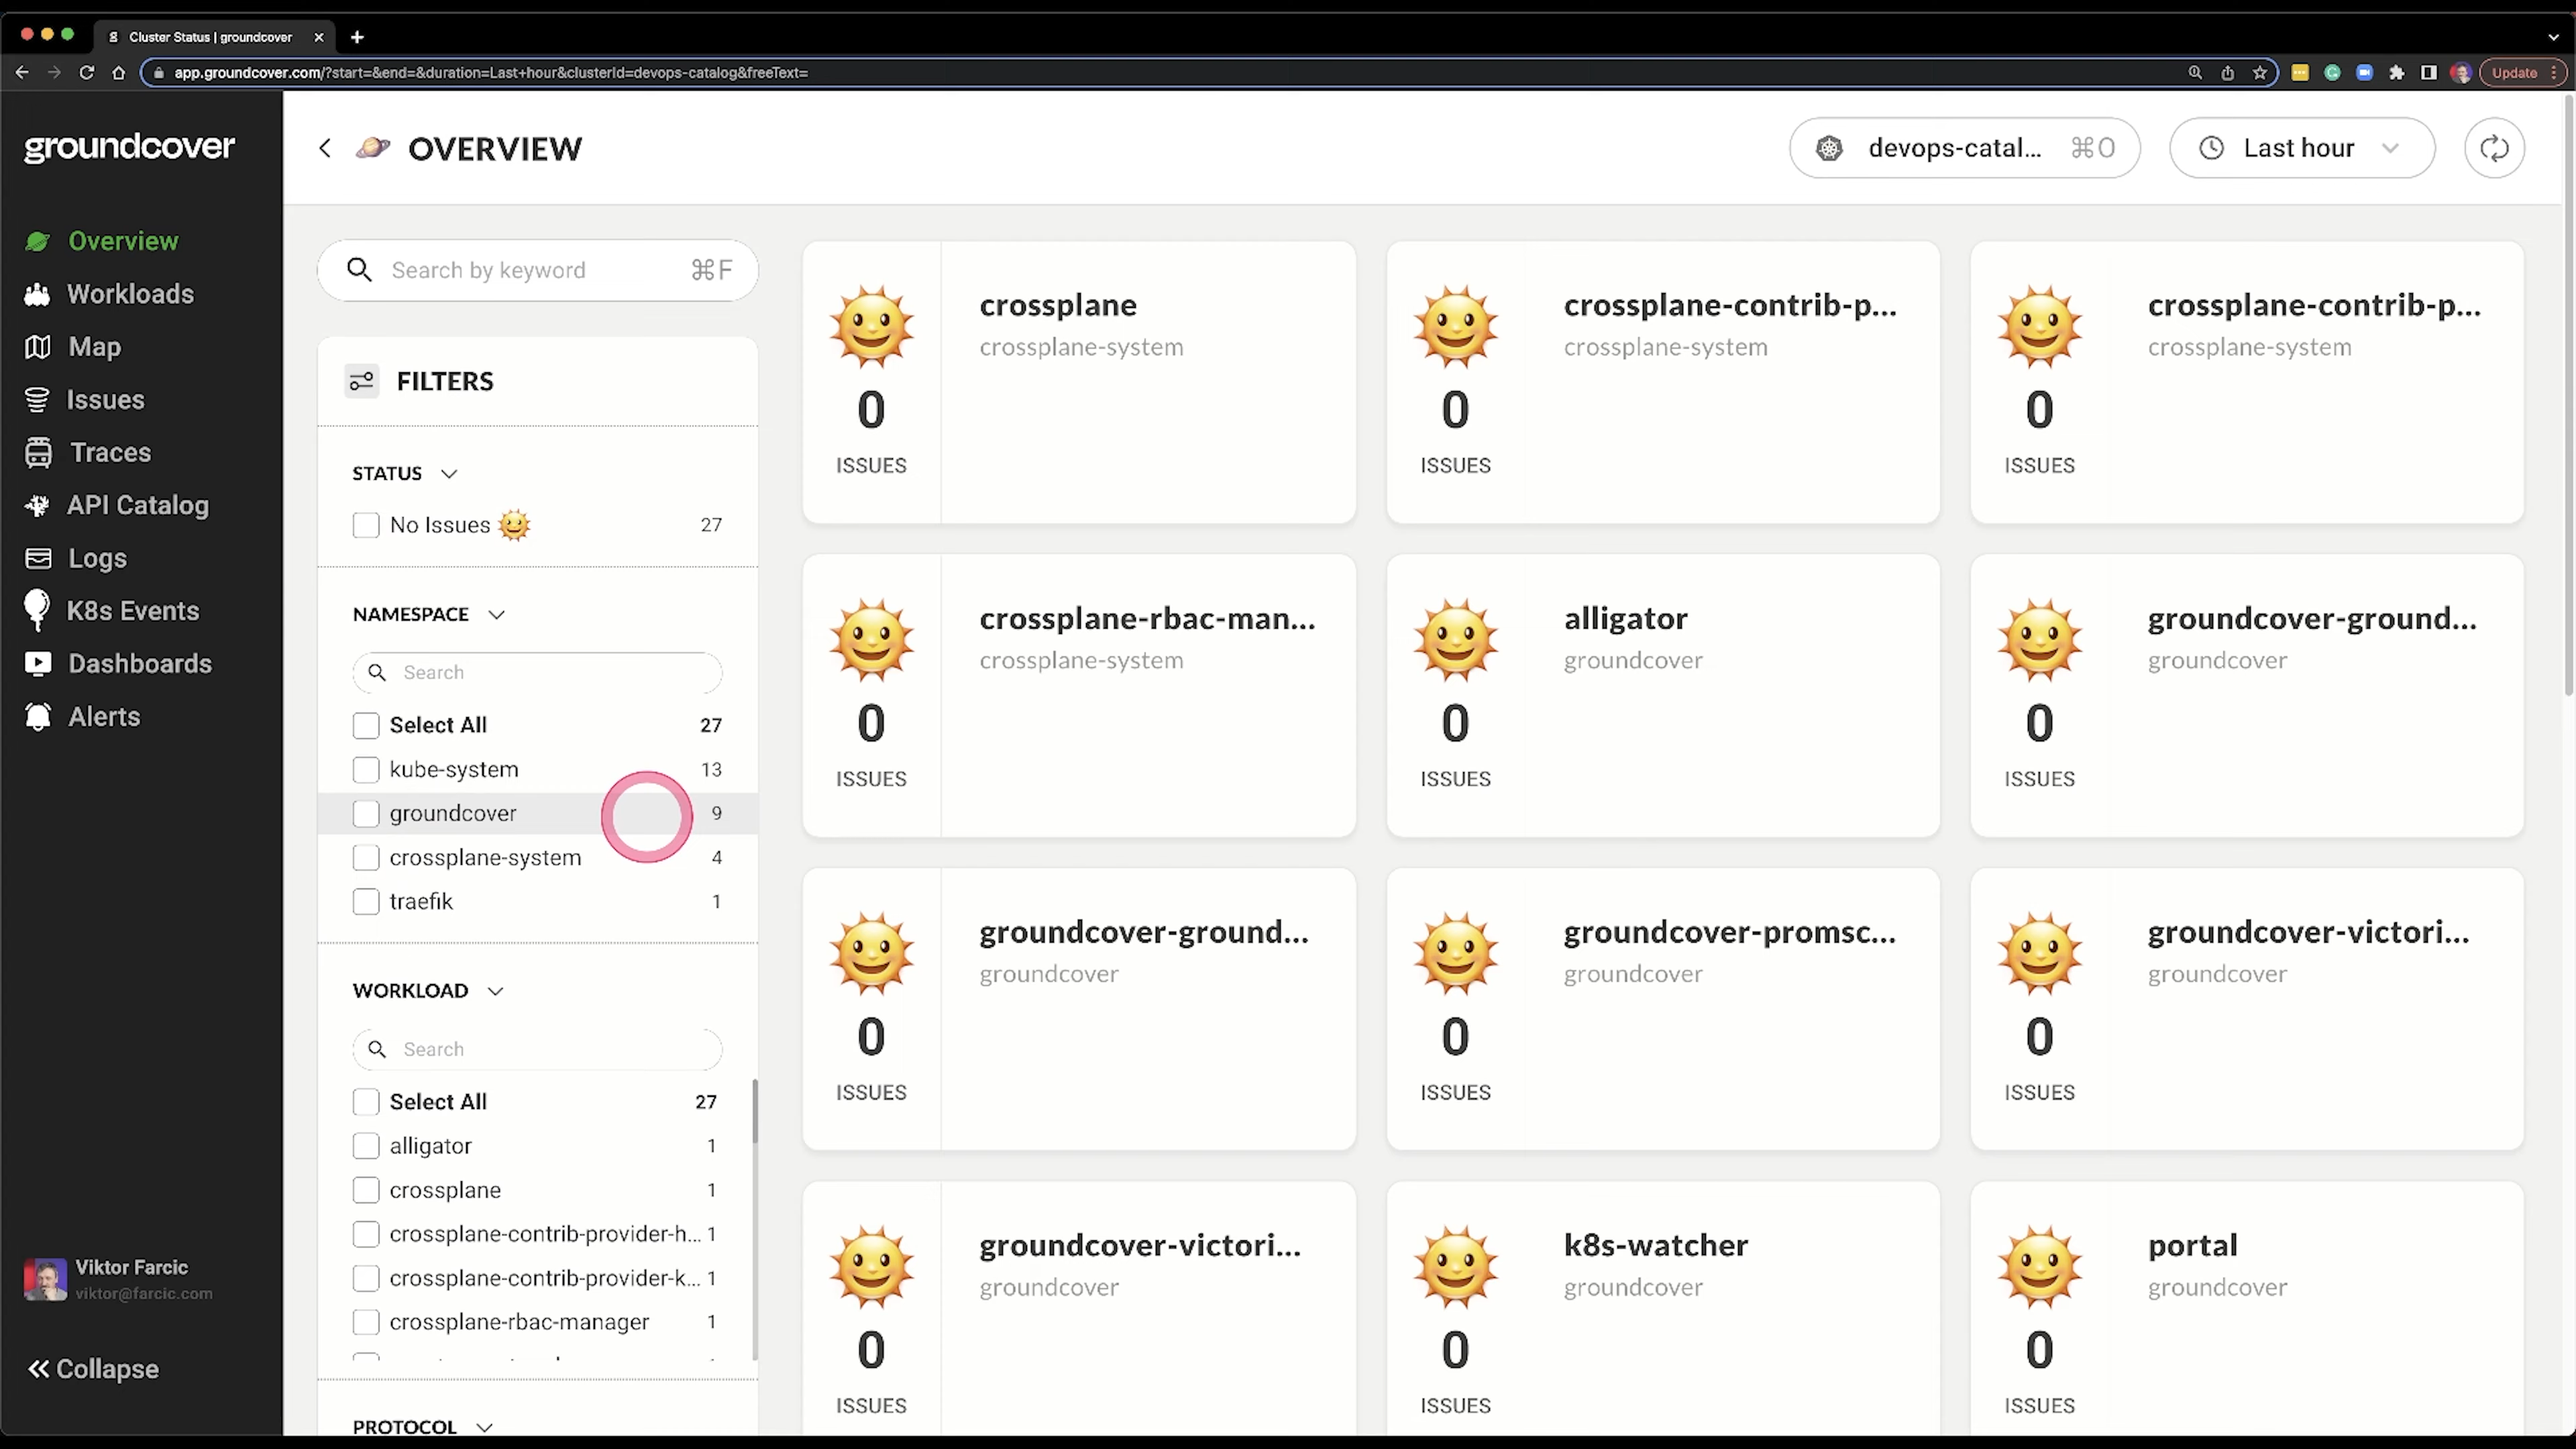 Cluster Status | groundcover
app.groundcover.com/?start=&end=&duration=Last+hour&clusterId=devops-catalog&freeText=
Update
groundcover
Overview
Workloads
Map
Issues
Traces
API Catalog
Logs
K8s Events
Dashboards
Alerts
Viktor Farcic
viktor@farcic.com
Collapse
OVERVIEW
devops-catal... ⌘O
Last hour
Search by keyword ⌘F
FILTERS
STATUS
No Issues 27
NAMESPACE
Search
Select All 27
kube-system 13
groundcover 9
crossplane-system 4
traefik 1
WORKLOAD
Search
Select All 27
alligator 1
crossplane 1
crossplane-contrib-provider-h... 1
crossplane-contrib-provider-k... 1
crossplane-rbac-manager 1
PROTOCOL
crossplane
crossplane-system
0
ISSUES
crossplane-contrib-p...
crossplane-system
0
ISSUES
crossplane-contrib-p...
crossplane-system
0
ISSUES
crossplane-rbac-man...
crossplane-system
0
ISSUES
alligator
groundcover
0
ISSUES
groundcover-ground...
groundcover
0
ISSUES
groundcover-ground...
groundcover
0
ISSUES
groundcover-promsc...
groundcover
0
ISSUES
groundcover-victori...
groundcover
0
ISSUES
groundcover-victori...
groundcover
0
ISSUES
k8s-watcher
groundcover
0
ISSUES
portal
groundcover
0
ISSUES